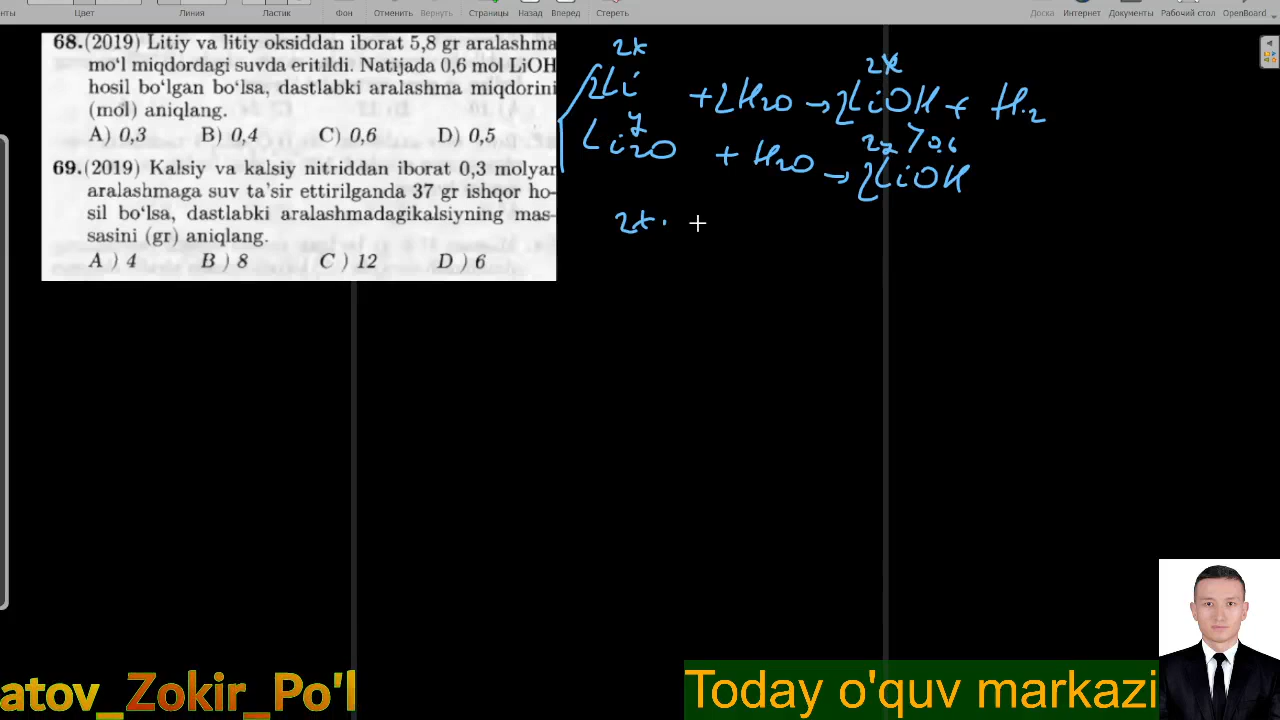 Цвет
Линия
Ластик
Фон
Отменить
Вернуть
Страницы
Назад
Вперед
Стереть
Доска
Интернет
Документы
Рабочий стол
OpenBoard
68.(2019) Litiy va litiy oksiddan iborat 5,8 gr aralashma
mo‘l miqdordagi suvda eritildi. Natijada 0,6 mol LiOH
hosil bo‘lgan bo‘lsa, dastlabki aralashma miqdorini
(mol) aniqlang.
A) 0,3 B) 0,4 C) 0,6 D) 0,5
69.(2019) Kalsiy va kalsiy nitriddan iborat 0,3 molyar
aralashmaga suv ta’sir ettirilganda 37 gr ishqor ho-
sil bo‘lsa, dastlabki aralashmadagikalsiyning mas-
sasini (gr) aniqlang.
A ) 4 B ) 8 C ) 12 D ) 6
2x 2x
2Li + 2H2O → 2LiOH + H2
y 2y 0.6
Li2O + H2O → 2LiOH
2x.
atov_Zokir_Po'l
Today o'quv markazi